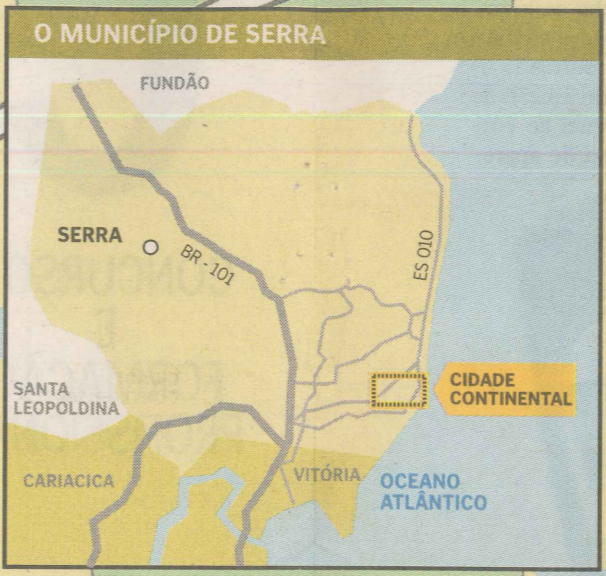 O MUNICÍPIO DE SERRA
FUNDÃO
SERRA
BR - 101
ES 010
CIDADE
CONTINENTAL
SANTA
LEOPOLDINA
CARIACICA
VITÓRIA
OCEANO
ATLÂNTICO